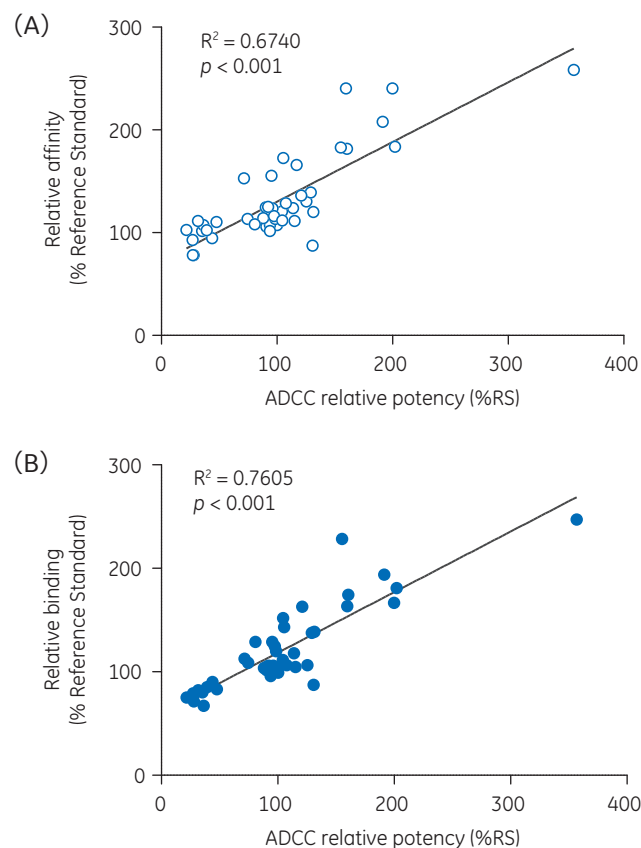 (A)
300
R² = 0.6740
p < 0.001
200
100
0
Relative affinity
(% Reference Standard)
0 100 200 300 400
ADCC relative potency (%RS)
(B)
300
R² = 0.7605
p < 0.001
200
100
0
Relative binding
(% Reference Standard)
0 100 200 300 400
ADCC relative potency (%RS)